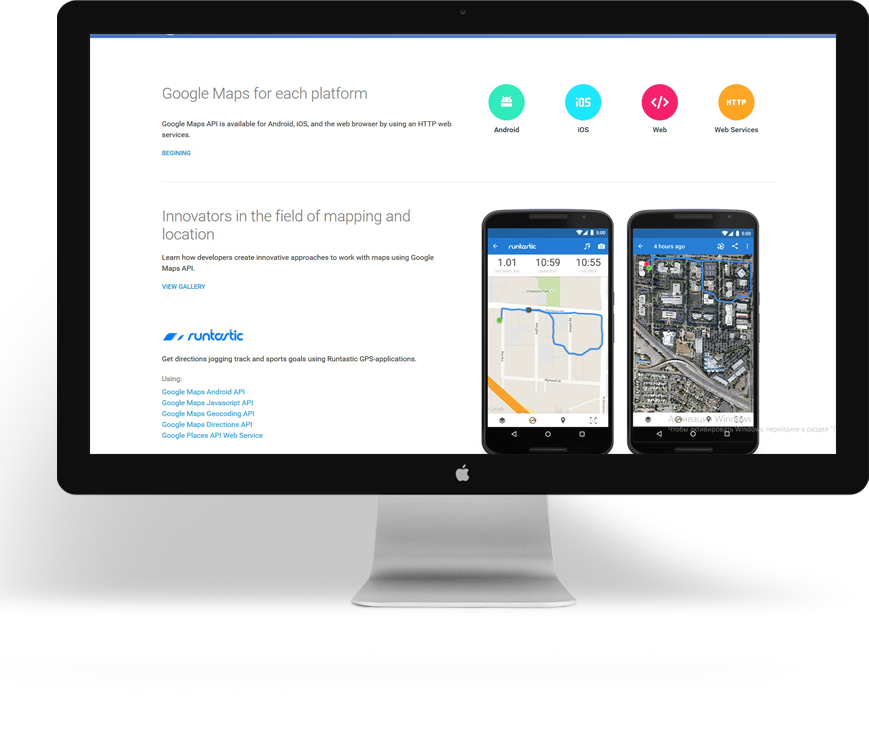 Google Maps for each platform
Google Maps API is available for Android, iOS, and the web browser by using an HTTP web
services.
BEGINING
iOS
</>
HTTP
Android
iOS
Web
Web Services
Innovators in the field of mapping and
location
Learn how developers create innovative approaches to work with maps using Google
Maps API.
VIEW GALLERY
runtastic
Get directions jogging track and sports goals using Runtastic GPS-applications.
Using:
Google Maps Android API
Google Maps Javascript API
Google Maps Geocoding API
Google Maps Directions API
Google Places API Web Service
5:00
runtastic
1.01
10:59
10:55
Google
5:00
4 hours ago
Активация Windows
Чтобы активировать Windows, перейдите в раздел "П